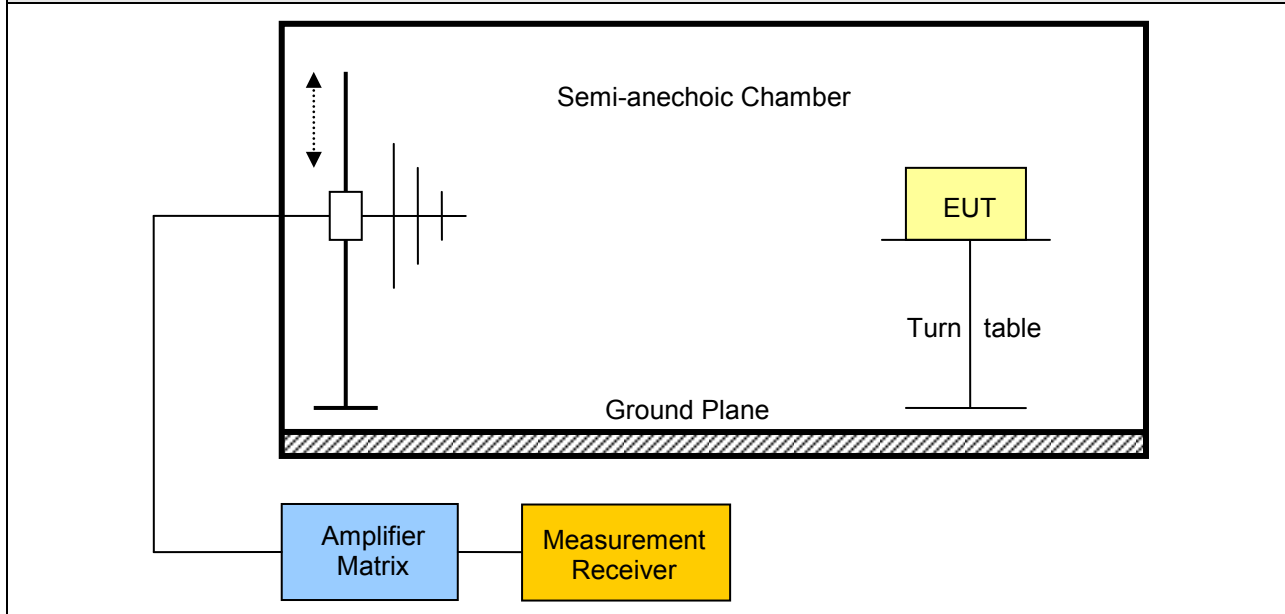 Semi-anechoic Chamber
EUT
Turn table
Ground Plane
Amplifier
Matrix
Measurement
Receiver